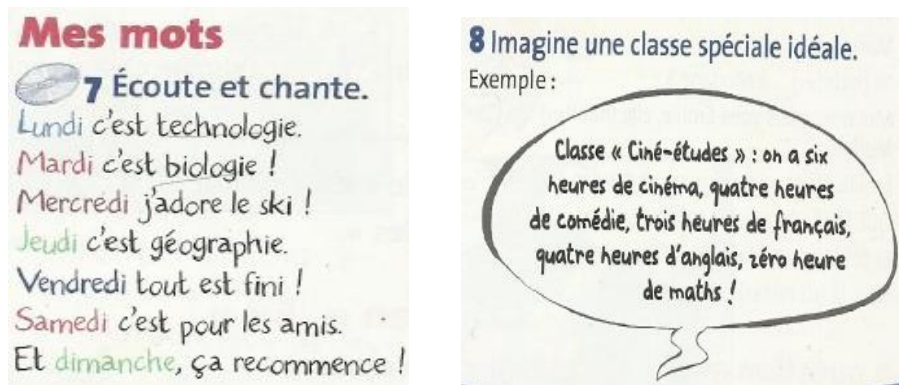 Mes mots
7 Écoute et chante.
Lundi c'est technologie.
Mardi c'est biologie !
Mercredi j'adore le ski !
Jeudi c'est géographie.
Vendredi tout est fini !
Samedi c'est pour les amis.
Et dimanche, ça recommence !
8 Imagine une classe spéciale idéale.
Exemple :
Classe « Ciné-études » : on a six
heures de cinéma, quatre heures
de comédie, trois heures de français,
quatre heures d'anglais, zéro heure
de maths !